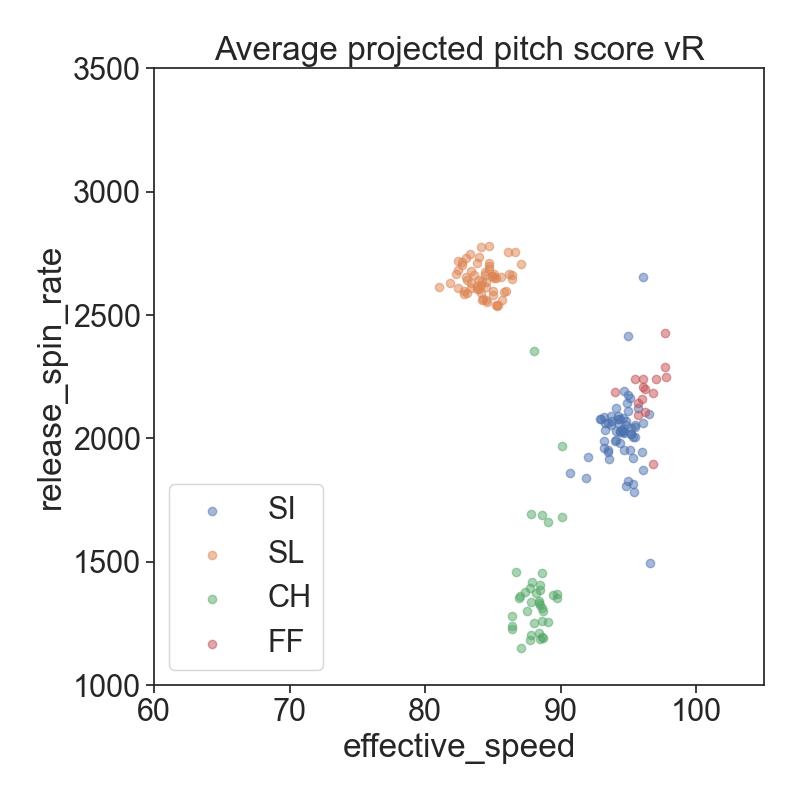 Average projected pitch score vR
3500
3000
2500
2000
1500
1000
release_spin_rate
SI
SL
CH
FF
60 70 80 90 100
effective_speed